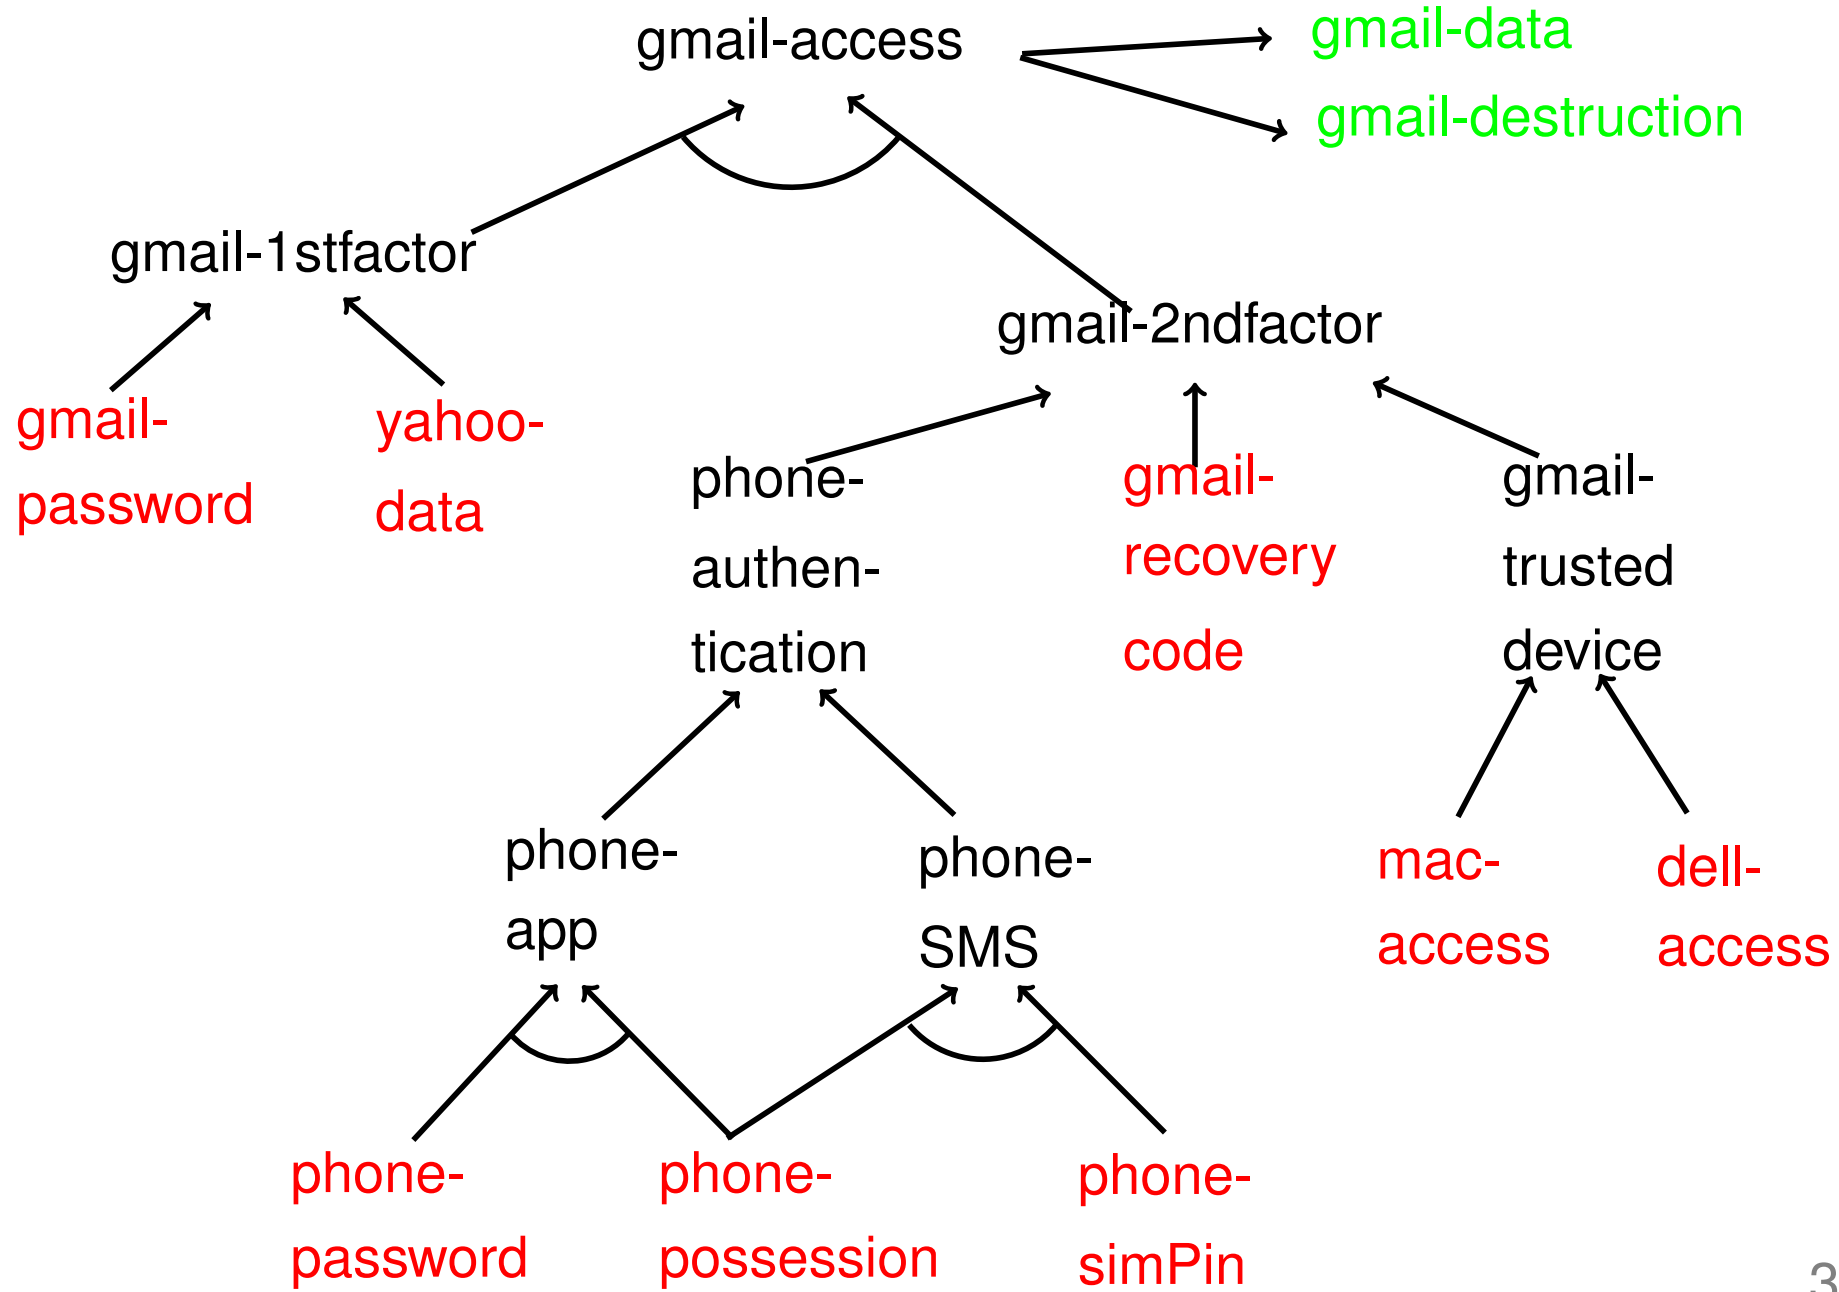 gmail-access
gmail-data
gmail-destruction
gmail-1stfactor
gmail-2ndfactor
gmail-
password
yahoo-
data
phone-
authen-
tication
gmail-
recovery
code
gmail-
trusted
device
phone-
app
phone-
SMS
mac-
access
dell-
access
phone-
password
phone-
possession
phone-
simPin
3